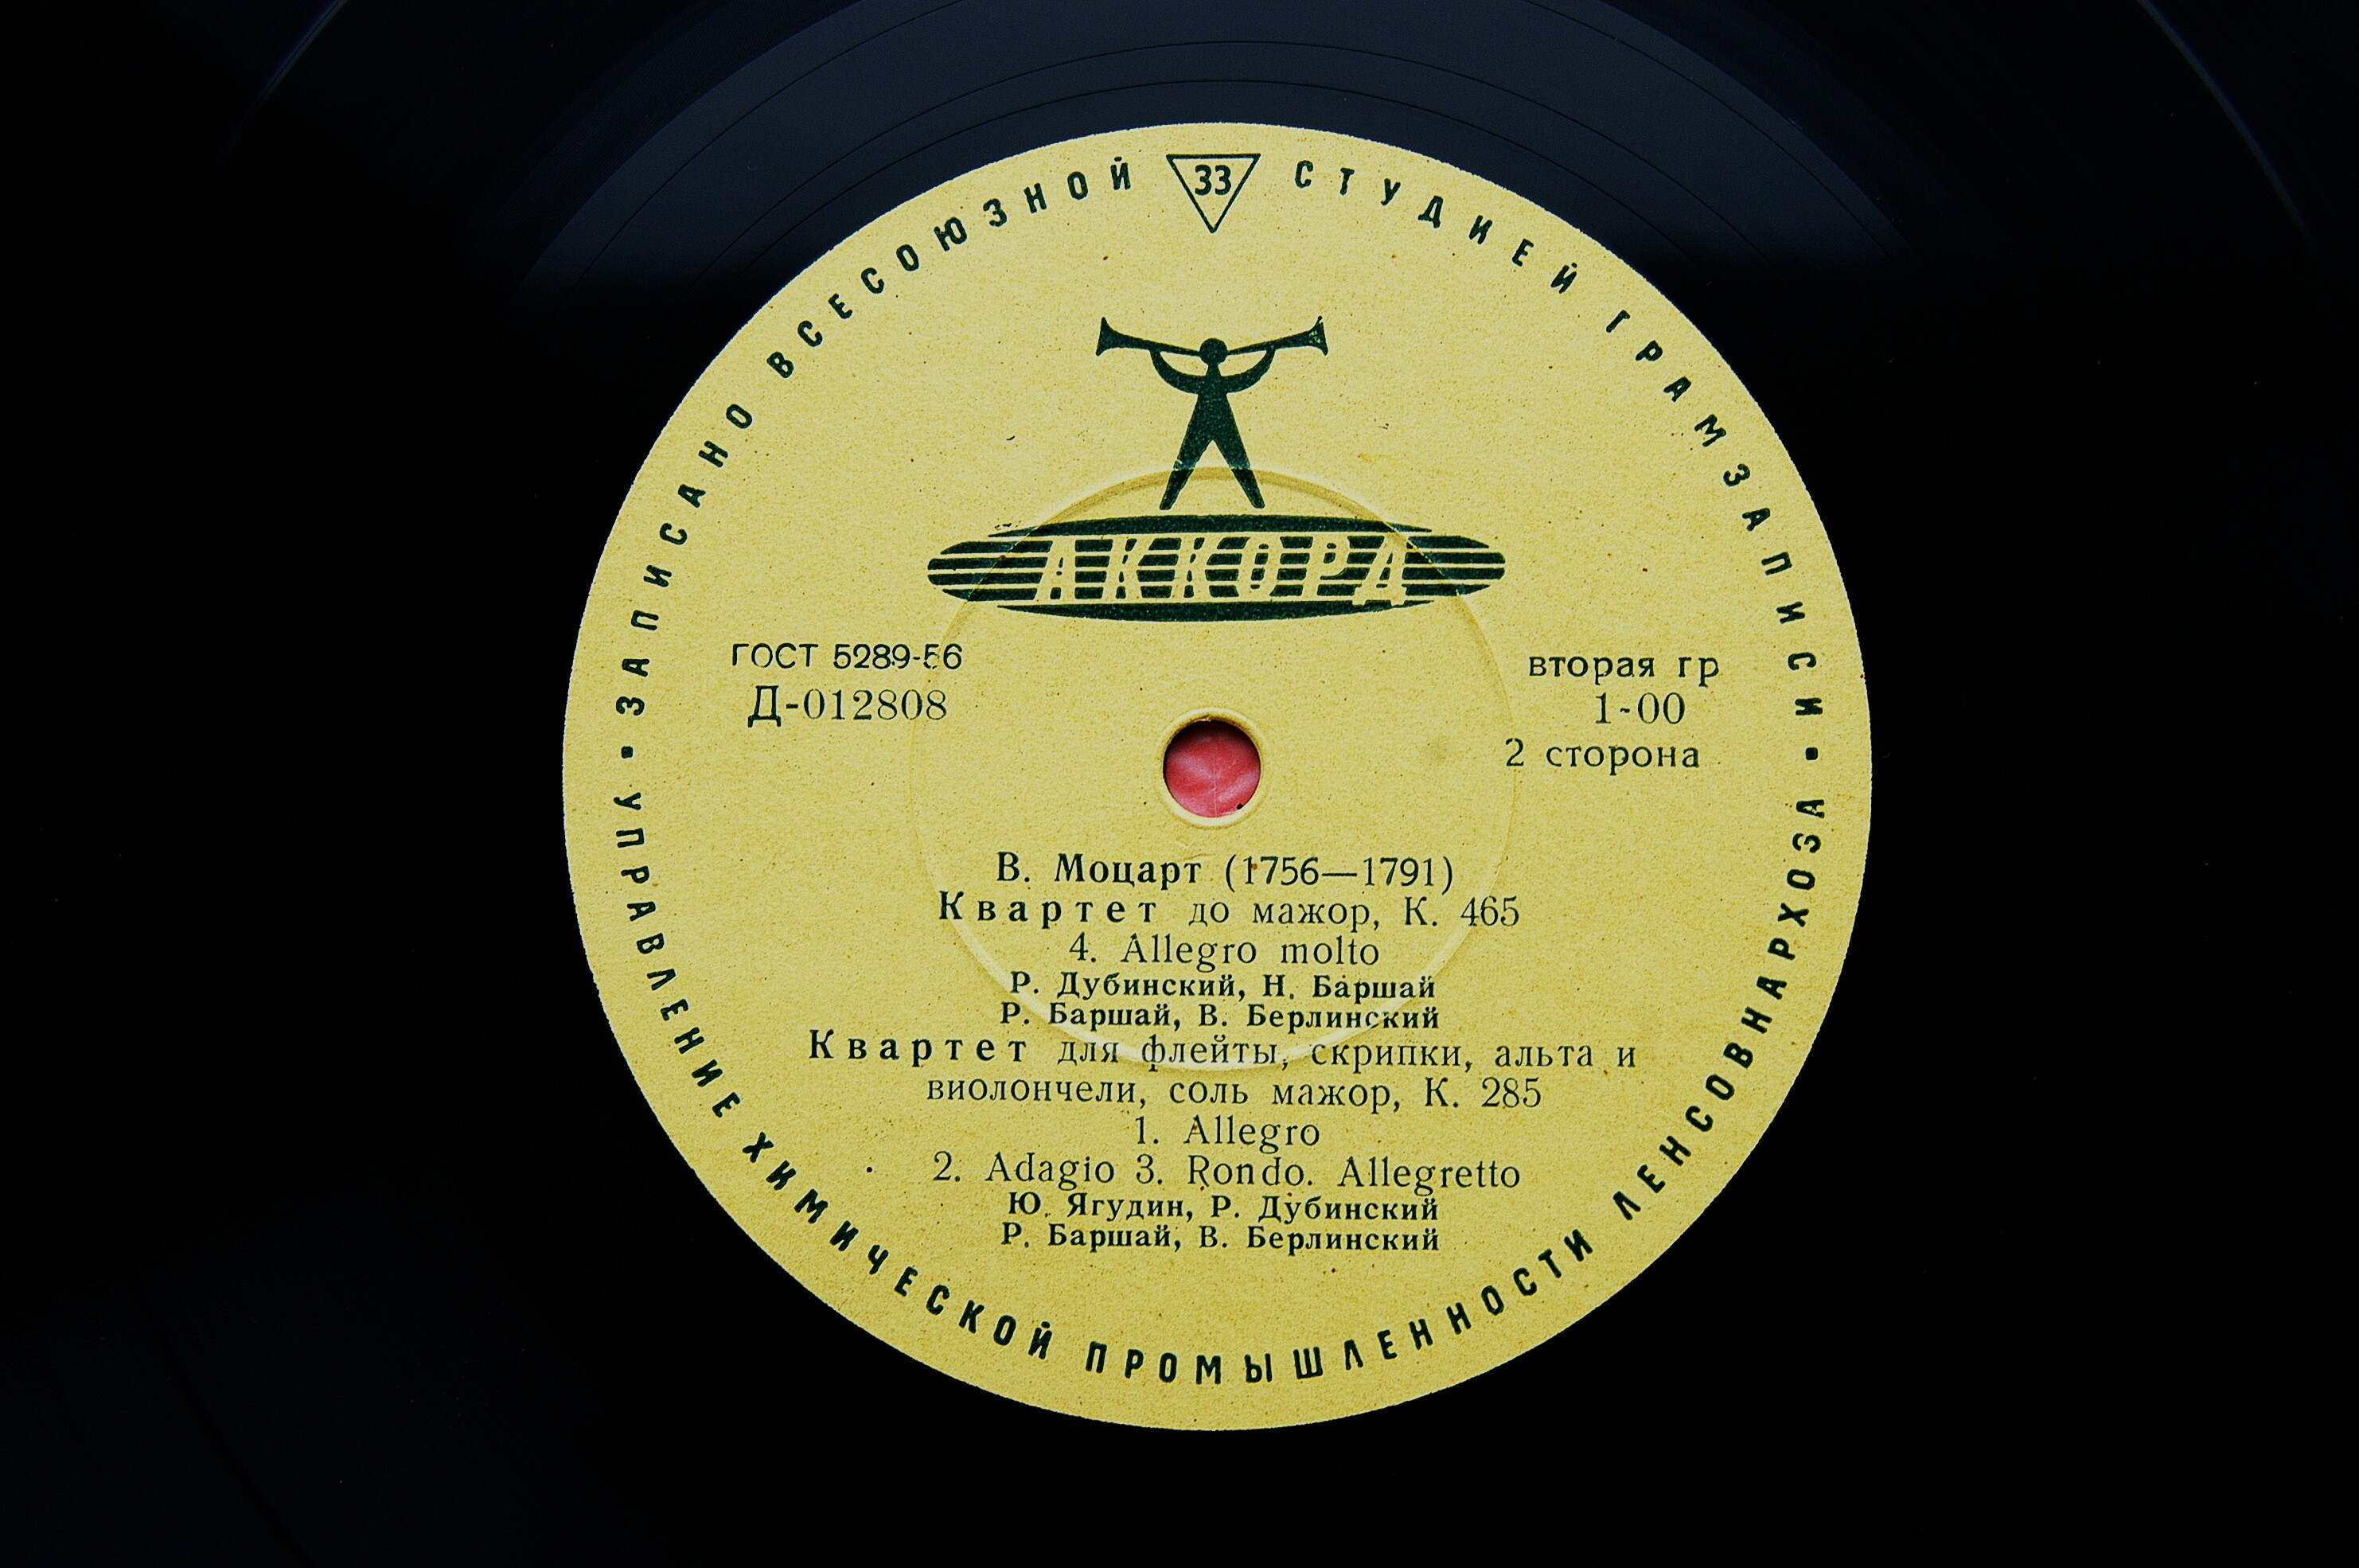 ЗАПИСАНО ВСЕСОЮЗНОЙ СТУДИЕЙ ГРАМЗАПИСИ
33
АККОРД
ГОСТ 5289-56
Д-012808
вторая гр
1-00
2 сторона
В. Моцарт (1756—1791)
Квартет до мажор, К. 465
4. Allegro molto
Р. Дубинский, Н. Баршай
Р. Баршай, В. Берлинский
Квартет для флейты, скрипки, альта и
виолончели, соль мажор, К. 285
1. Allegro
2. Adagio 3. Rondo. Allegretto
Ю. Ягудин, Р. Дубинский
Р. Баршай, В. Берлинский
• УПРАВЛЕНИЕ ХИМИЧЕСКОЙ ПРОМЫШЛЕННОСТИ ЛЕНСОВНАРХОЗА •